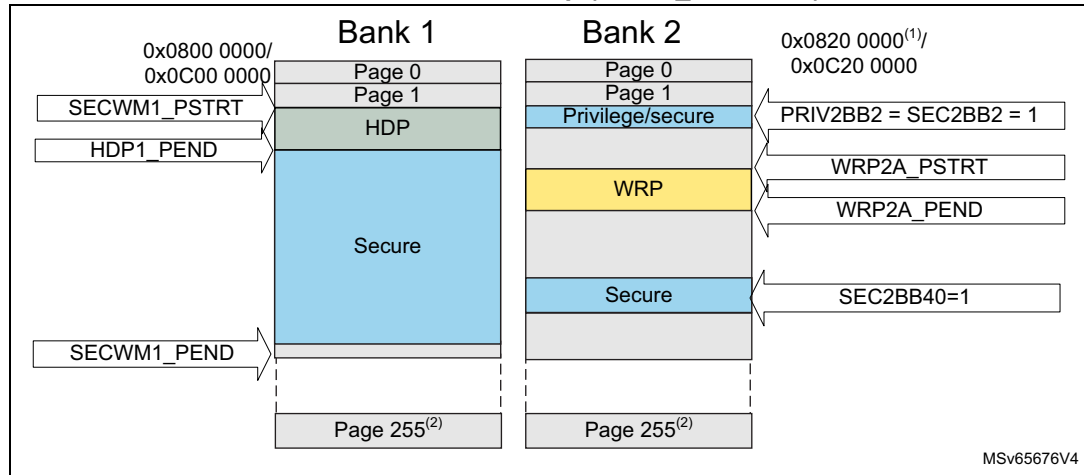 Bank 1
Bank 2
0x0800 0000/
0x0C00 0000
0x0820 0000(1)/
0x0C20 0000
Page 0
Page 1
HDP
Secure
Page 255(2)
SECWM1_PSTRT
HDP1_PEND
SECWM1_PEND
Page 0
Page 1
Privilege/secure
WRP
Secure
Page 255(2)
PRIV2BB2 = SEC2BB2 = 1
WRP2A_PSTRT
WRP2A_PEND
SEC2BB40=1
MSv65676V4